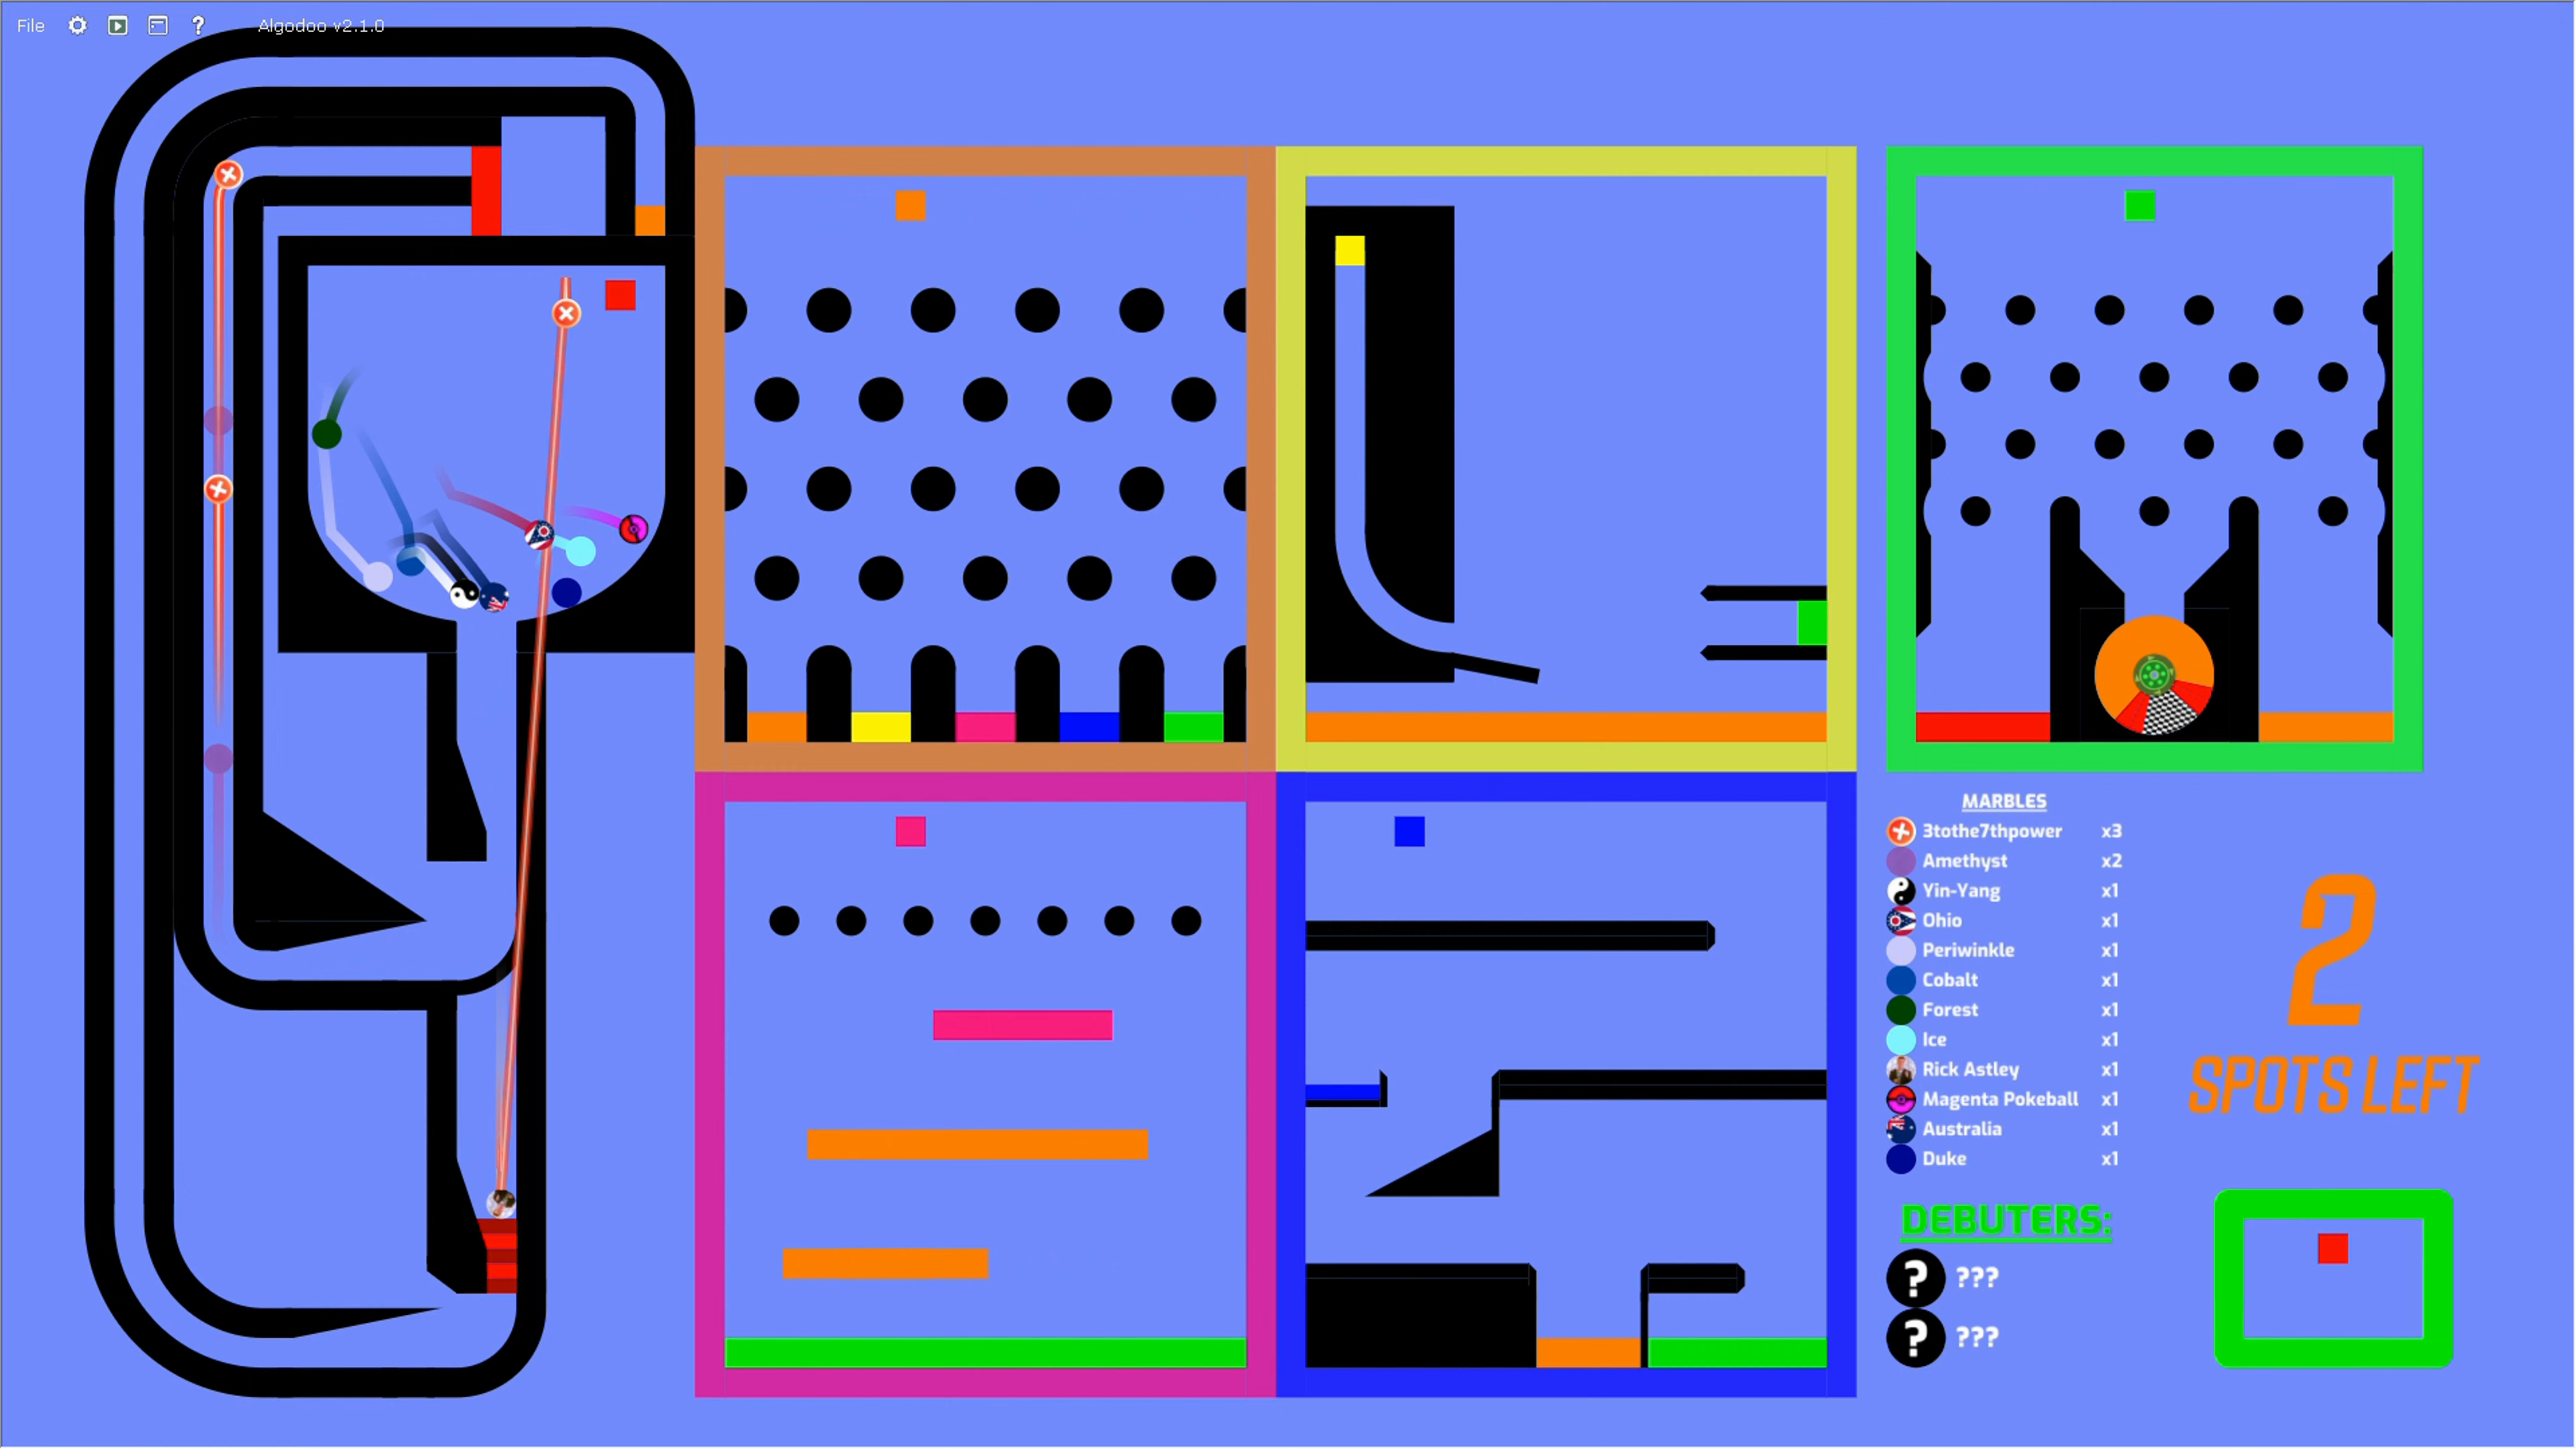 File ? Algodoo v2.1.0
MARBLES
3tothe7thpower x3
Amethyst x2
Yin-Yang x1
Ohio x1
Periwinkle x1
Cobalt x1
Forest x1
Ice x1
Rick Astley x1
Magenta Pokeball x1
Australia x1
Duke x1
2
SPOTS LEFT
DEBUTERS:
? ???
? ???